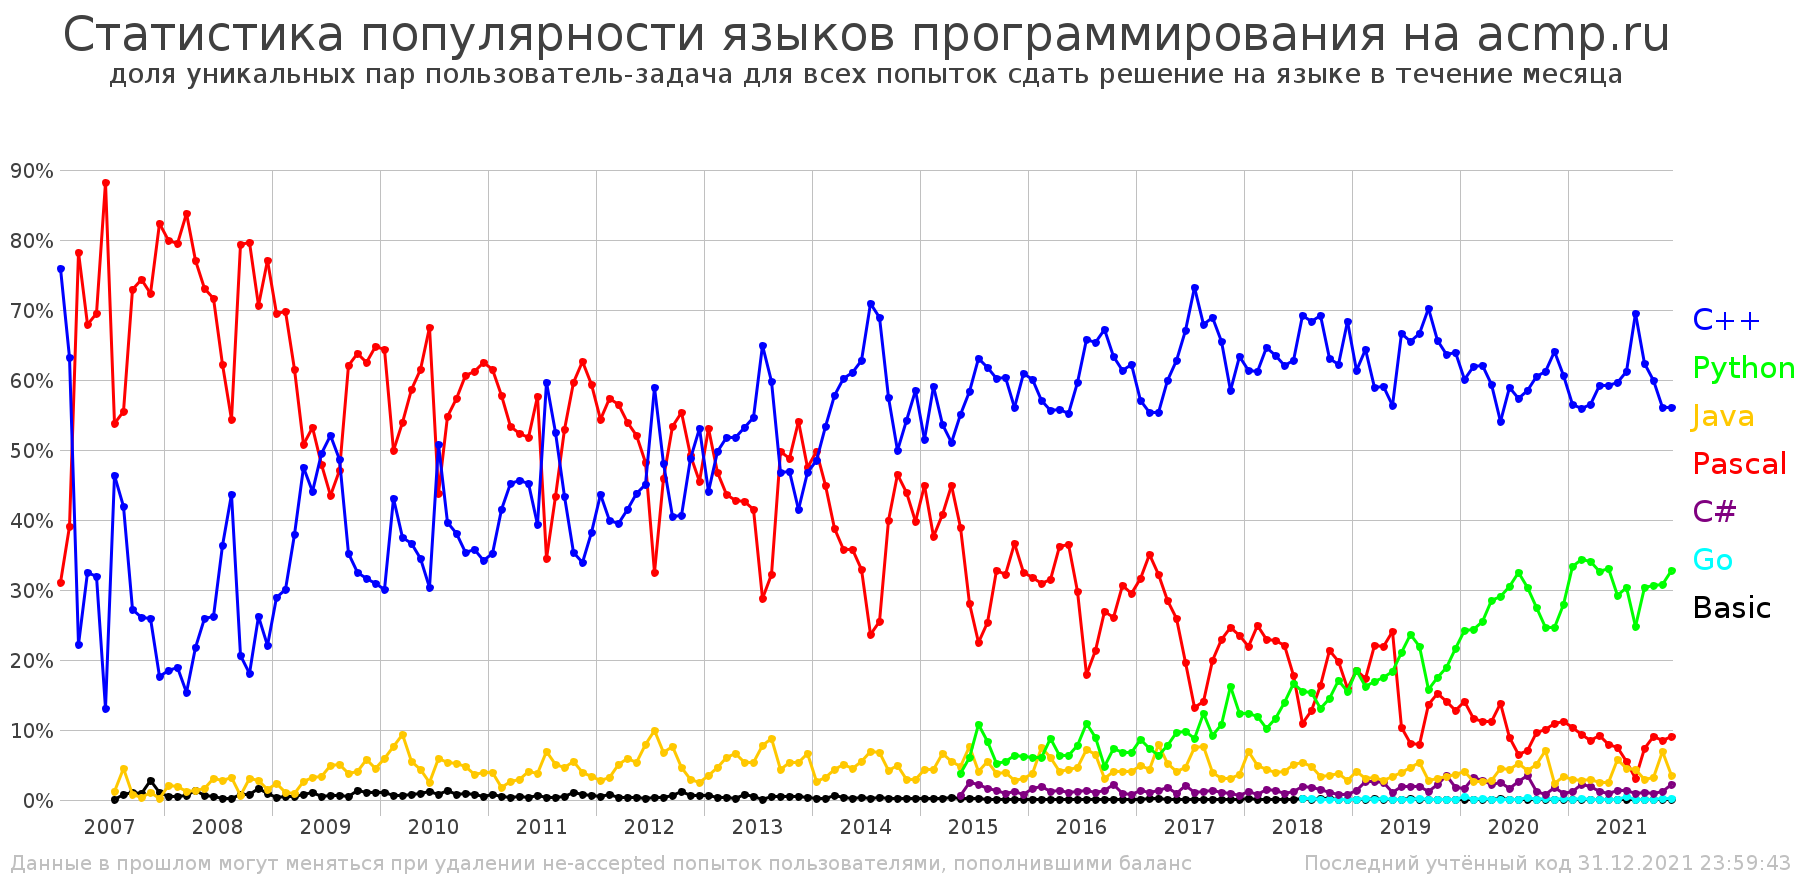 Статистика популярности языков программирования на acmp.ru
доля уникальных пар пользователь-задача для всех попыток сдать решение на языке в течение месяца
90%
80%
70%
60%
50%
40%
30%
20%
10%
0%
C++
Python
Java
Pascal
C#
Go
Basic
2007 2008 2009 2010 2011 2012 2013 2014 2015 2016 2017 2018 2019 2020 2021
Данные в прошлом могут меняться при удалении не-accepted попыток пользователями, пополнившими баланс
Последний учтённый код 31.12.2021 23:59:43